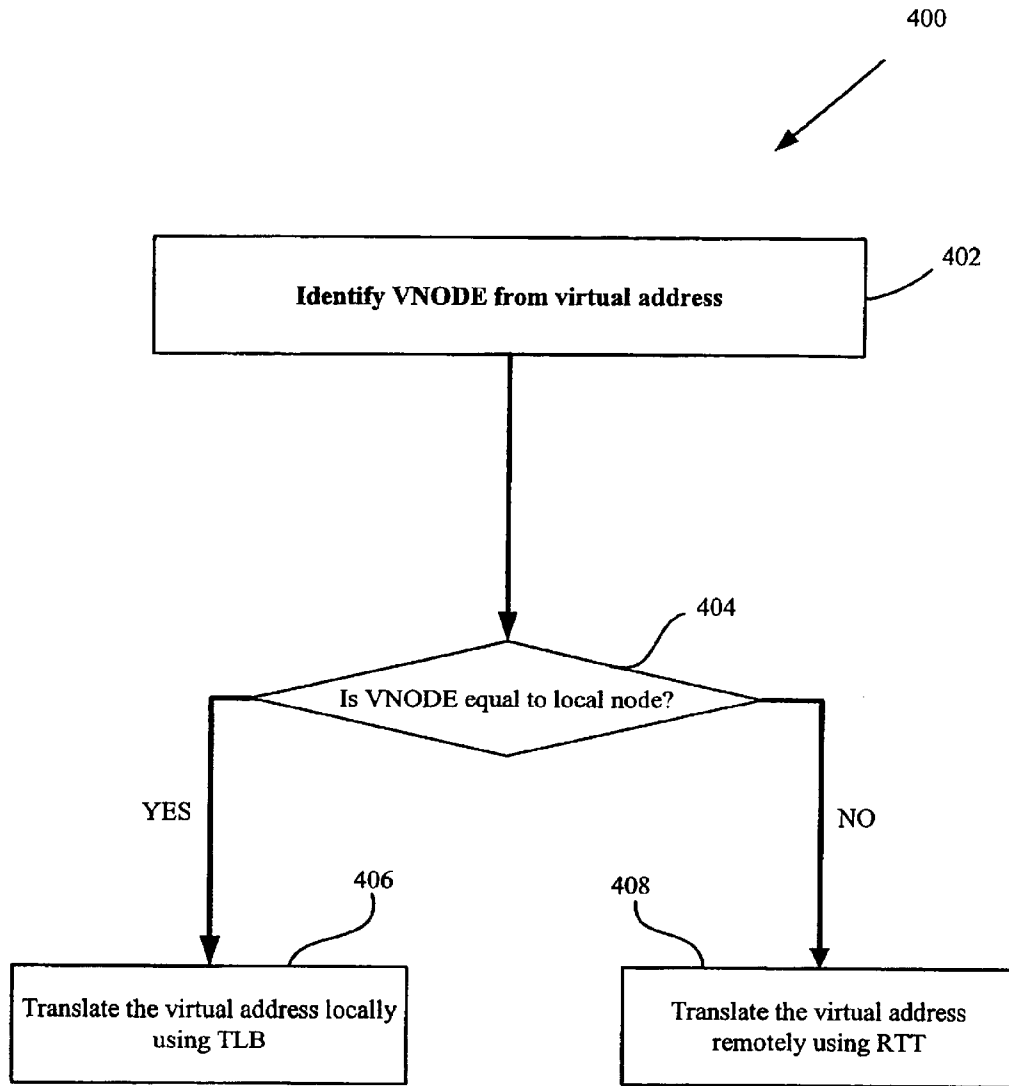 400
402
Identify VNODE from virtual address
404
Is VNODE equal to local node?
YES
NO
406
408
Translate the virtual address locally
using TLB
Translate the virtual address
remotely using RTT